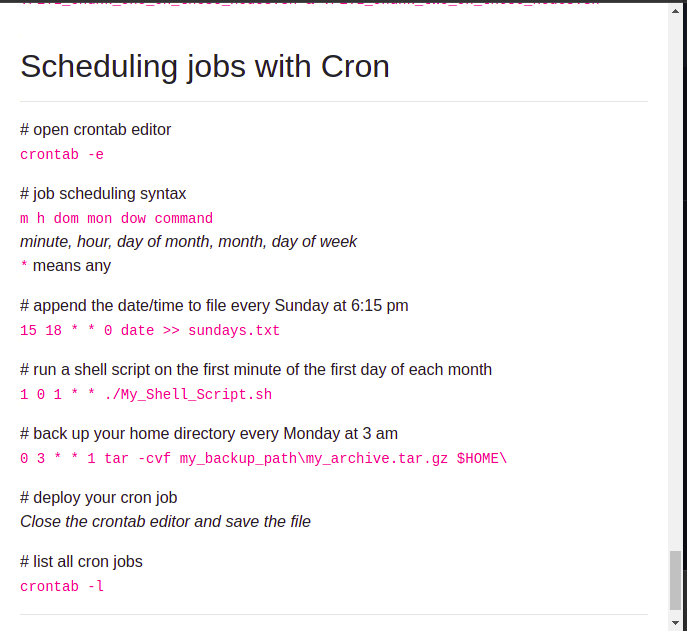 Scheduling jobs with Cron
# open crontab editor
crontab -e
# job scheduling syntax
m h dom mon dow command
minute, hour, day of month, month, day of week
* means any
# append the date/time to file every Sunday at 6:15 pm
15 18 * * 0 date >> sundays.txt
# run a shell script on the first minute of the first day of each month
1 0 1 * * ./My_Shell_Script.sh
# back up your home directory every Monday at 3 am
0 3 * * 1 tar -cvf my_backup_path\my_archive.tar.gz $HOME\
# deploy your cron job
Close the crontab editor and save the file
# list all cron jobs
crontab -l